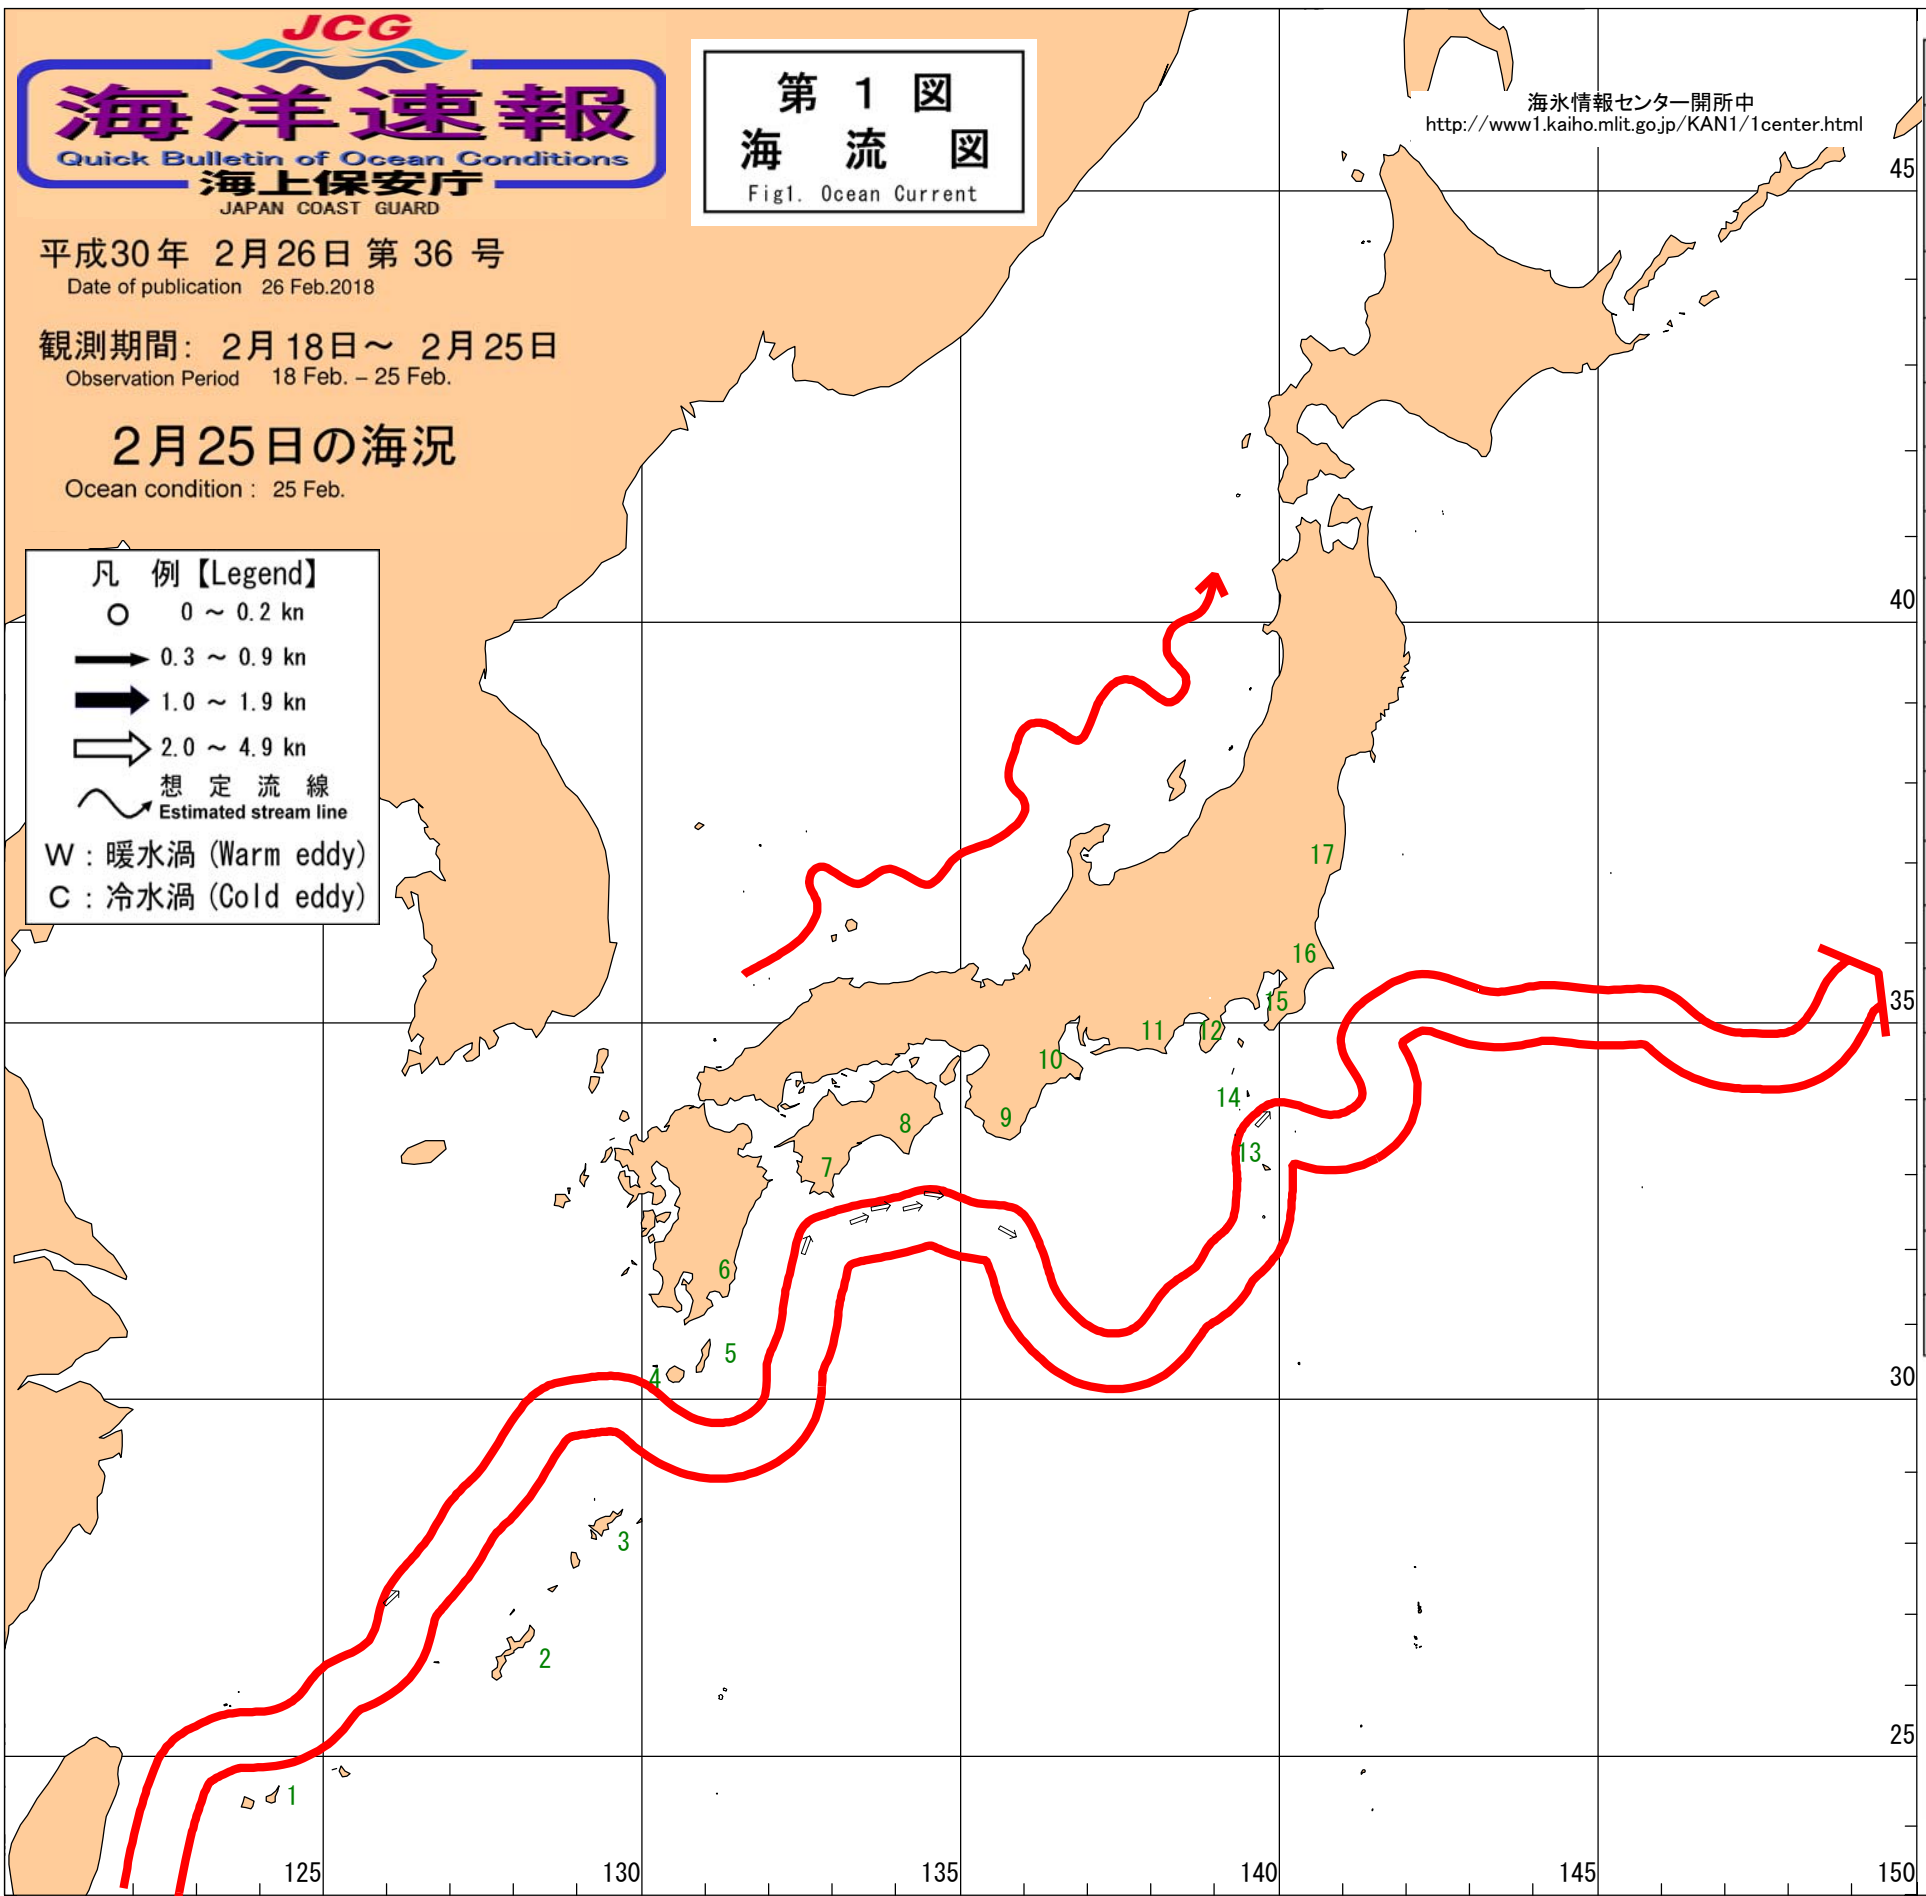 JCG
海洋速報
Quick Bulletin of Ocean Conditions
海上保安庁
JAPAN COAST GUARD
第 1 図
海 流 図
Fig1. Ocean Current
海氷情報センター開所中
http://www1.kaiho.mlit.go.jp/KAN1/1center.html
平成30年 2月26日 第 36 号
Date of publication 26 Feb.2018
観測期間: 2月18日～ 2月25日
Observation Period 18 Feb. – 25 Feb.
2月25日の海況
Ocean condition : 25 Feb.
凡 例【Legend】
0 ～ 0.2 kn
0.3 ～ 0.9 kn
1.0 ～ 1.9 kn
2.0 ～ 4.9 kn
想 定 流 線
Estimated stream line
W : 暖水渦 (Warm eddy)
C : 冷水渦 (Cold eddy)
45
40
17
16
35
15
12
11
10
14
9
8
13
7
6
5
4
30
3
2
25
1
125
130
135
140
145
150